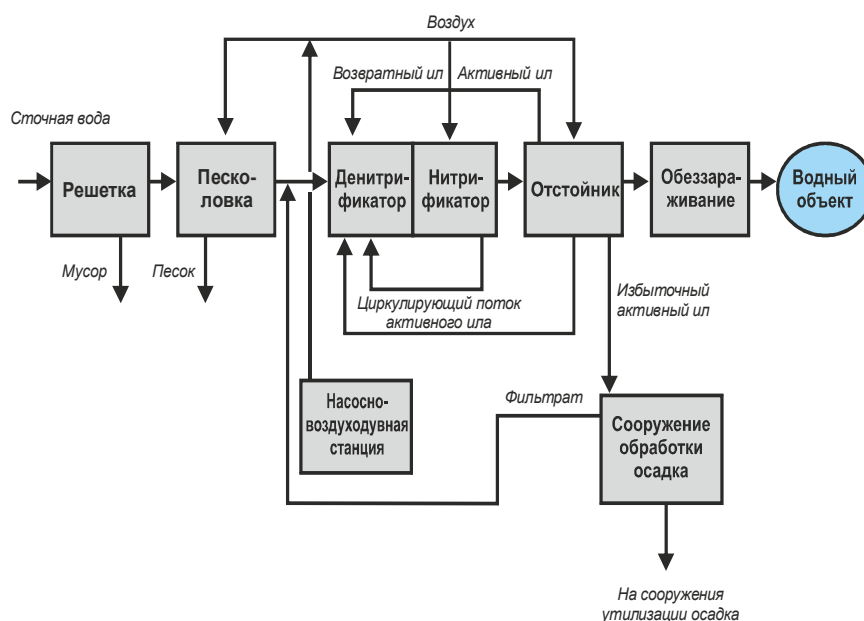 Воздух
Возвратный ил
Активный ил
Сточная вода
Решетка
Песко-
ловка
Денитри-
фикатор
Нитри-
фикатор
Отстойник
Обеззара-
живание
Водный
объект
Мусор
Песок
Циркулирующий поток
активного ила
Избыточный
активный ил
Насосно-
воздуходувная
станция
Фильтрат
Сооружение
обработки
осадка
На сооружения
утилизации осадка